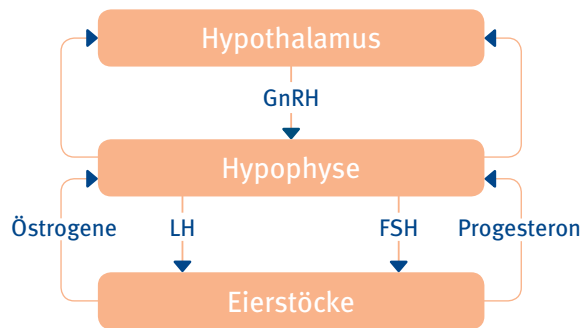 Hypothalamus
GnRH
Hypophyse
Östrogene
LH
FSH
Progesteron
Eierstöcke